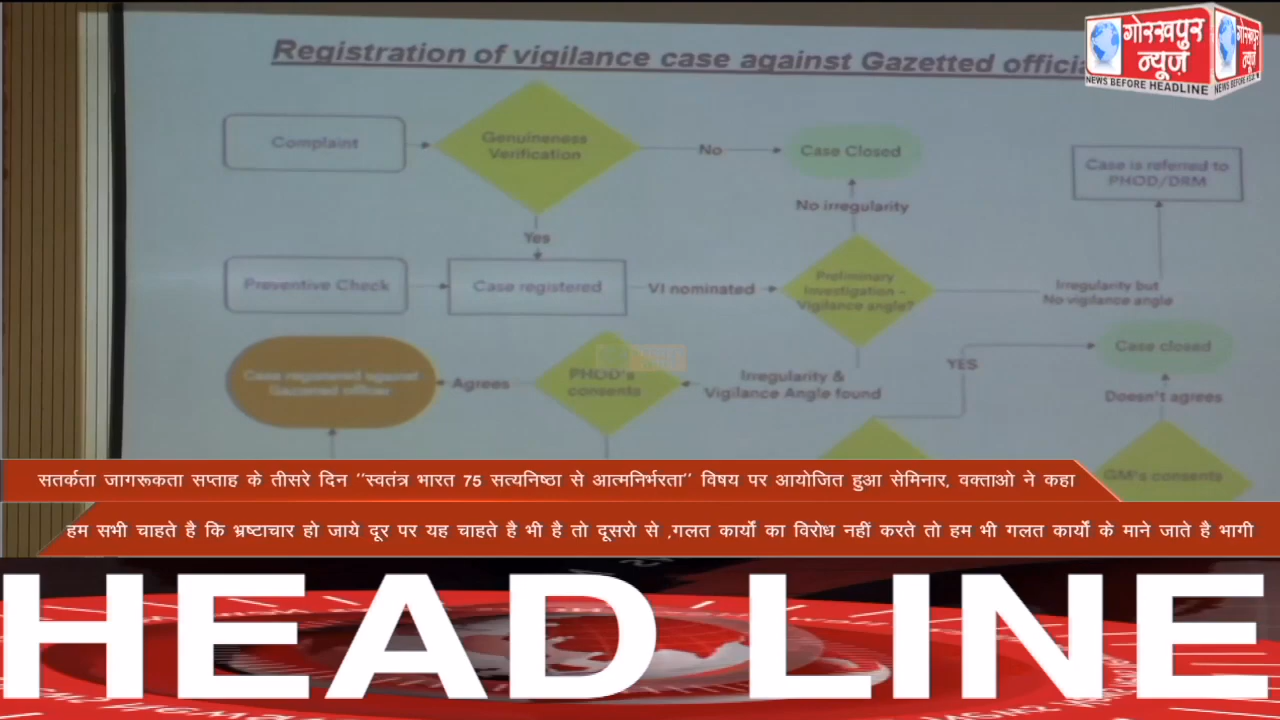 Registration of vigilance case against Gazetted offici
गोरखपुर
न्यूज़
NEWS BEFORE HEADLINE
गोरखपुर
न्यूज़
NEWS BEFORE
Complaint
Genuineness
Verification
No
Case Closed
Case is referred to
PHOD/DRM
No irregularity
Yes
Preventive Check
Case registered
VI nominated
Preliminary
Investigation –
Vigilance angle?
Irregularity but
No vigilance angle
Case registered against
Gazetted officer
Agrees
PHOD's
consents
Irregularity &
Vigilance Angle found
YES
Case closed
Doesn't agrees
GM's consents
सतर्कता जागरूकता सप्ताह के तीसरे दिन ''स्वतंत्र भारत 75 सत्यनिष्ठा से आत्मनिर्भरता'' विषय पर आयोजित हुआ सेमिनार, वक्ताओ ने कहा
हम सभी चाहते है कि भ्रष्टाचार हो जाये दूर पर यह चाहते है भी है तो दूसरो से ,गलत कार्यों का विरोध नहीं करते तो हम भी गलत कार्यों के माने जाते है भागी
HEAD LINE